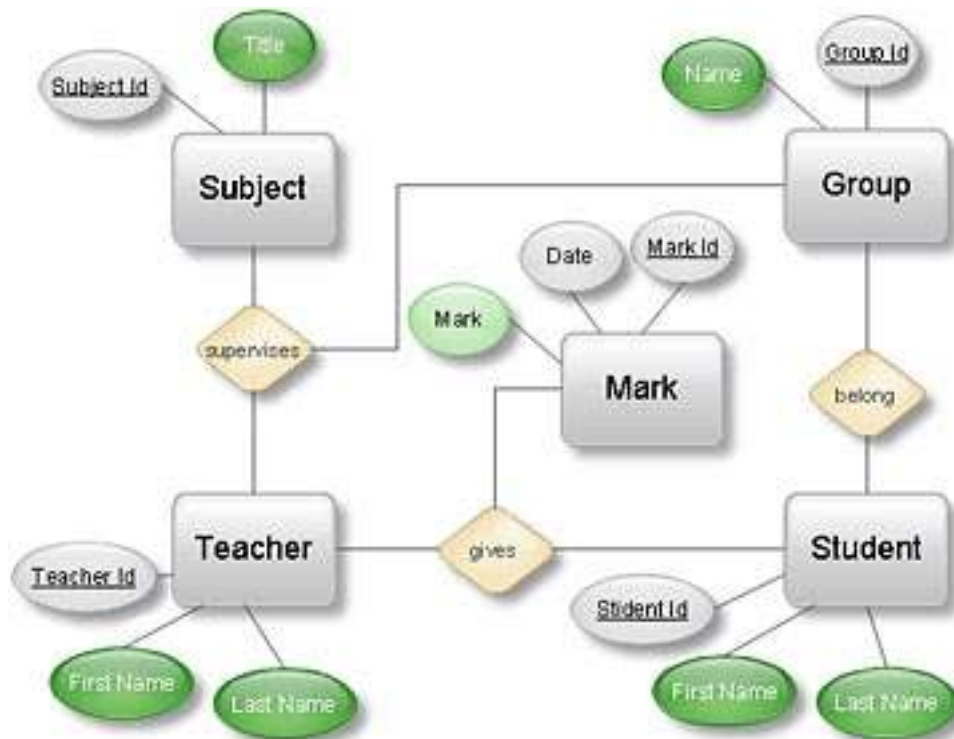 Title
Group Id
Subject Id
Name
Subject
Group
Date
Mark Id
Mark
supervises
Mark
belong
Teacher
gives
Student
Teacher Id
Stident Id
First Name
Last Name
First Name
Last Name